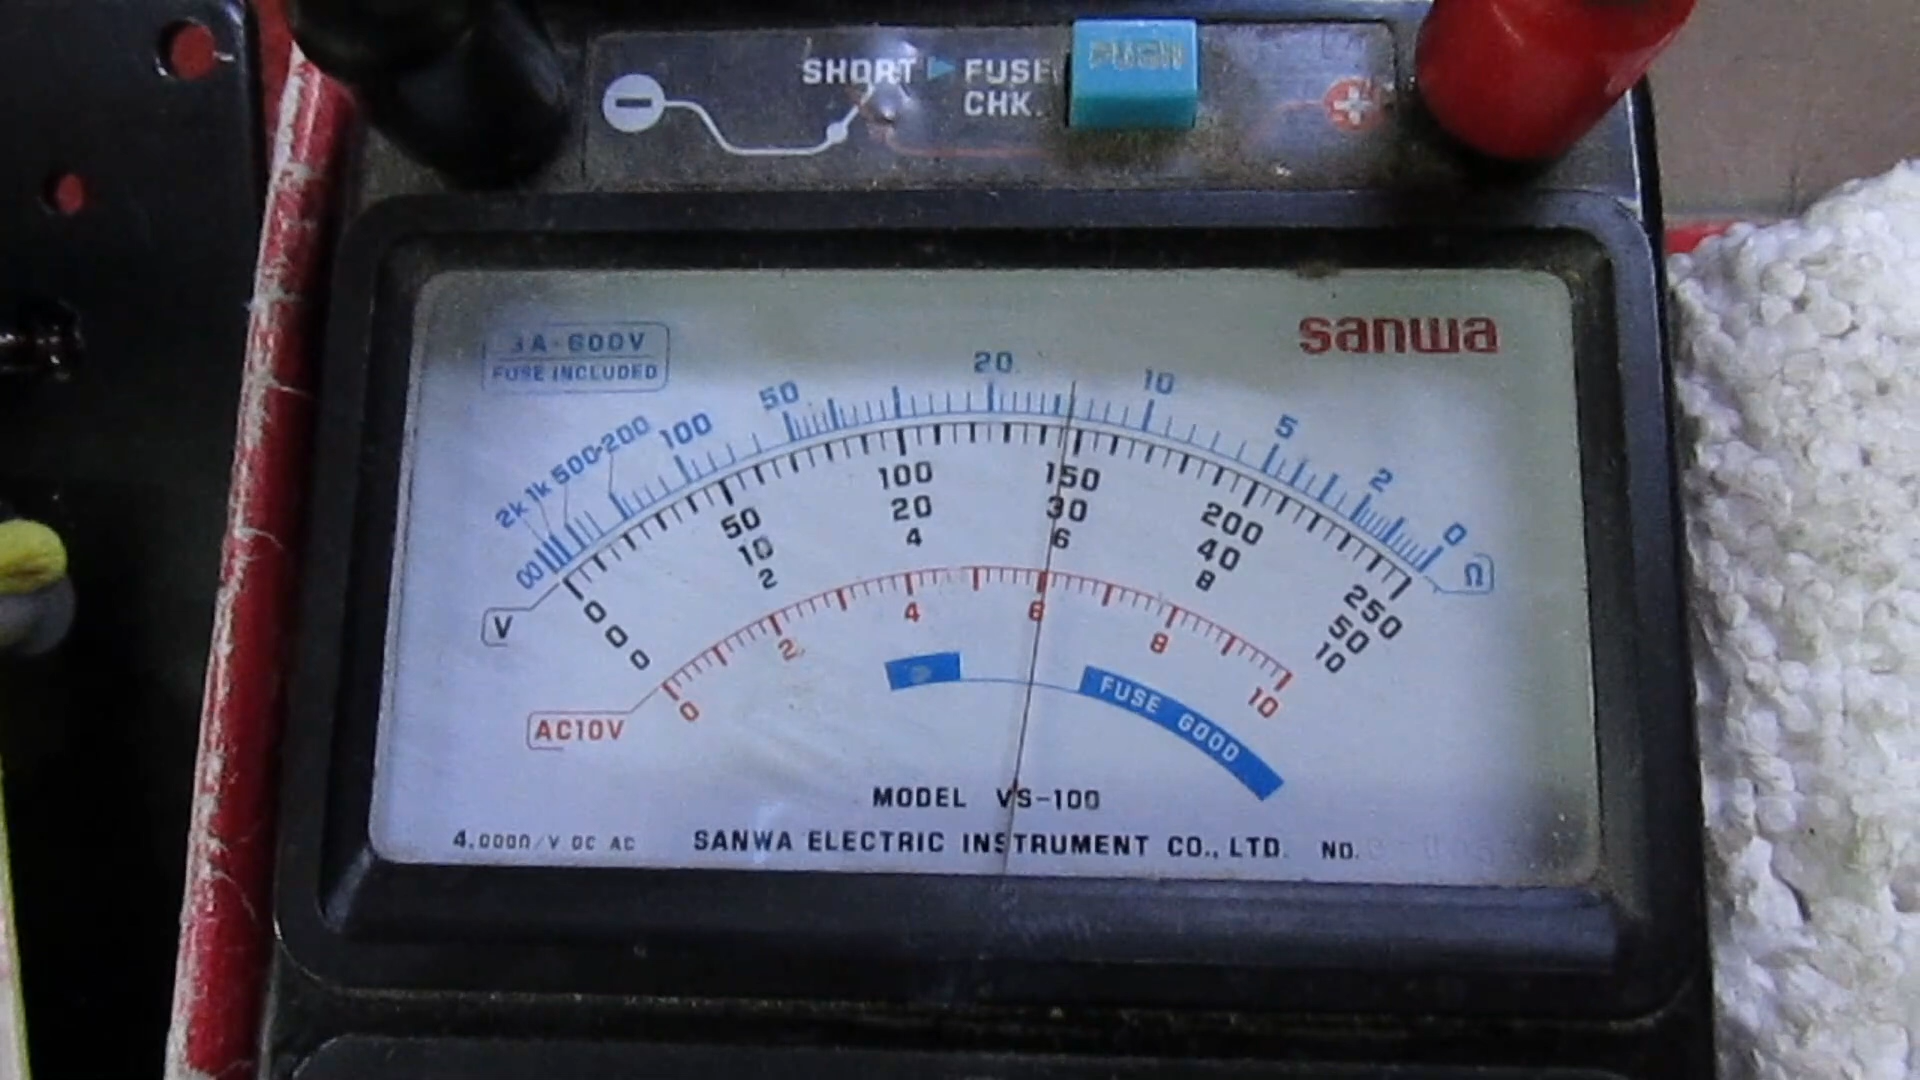 SHORT ▶ FUSE
CHK.
PUSH
3A-600V
FUSE INCLUDED
sanwa
∞ 2k 1k 500 200 100 50 20 10 5 2 0 Ω
V
0 50 100 150 200 250
0 10 20 30 40 50
0 2 4 6 8 10
AC10V
0 2 4 6 8 10
FUSE GOOD
MODEL VS-100
4,000Ω/V DC AC
SANWA ELECTRIC INSTRUMENT CO., LTD.
NO.